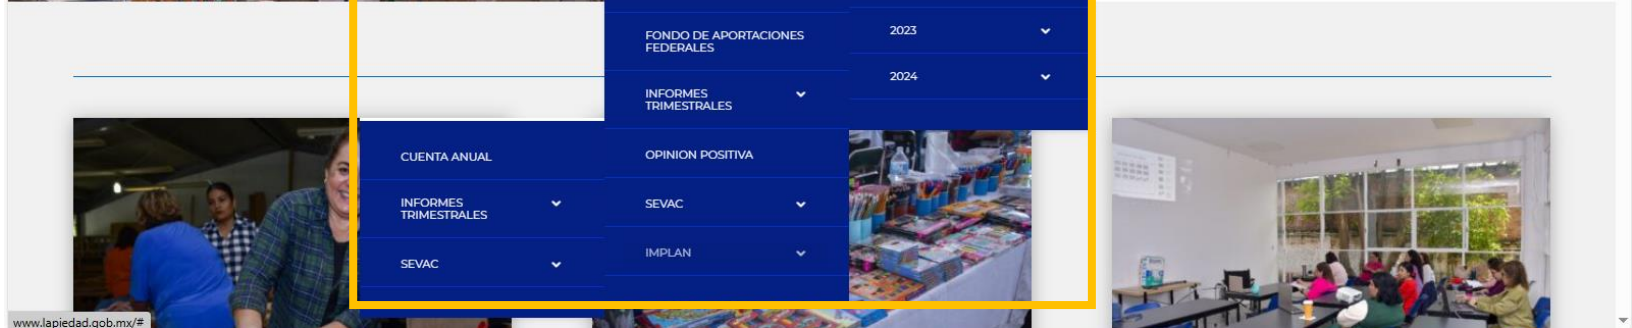 FONDO DE APORTACIONES
FEDERALES
INFORMES
TRIMESTRALES
OPINION POSITIVA
SEVAC
IMPLAN
2023
2024
CUENTA ANUAL
INFORMES
TRIMESTRALES
SEVAC
www.lapiedad.gob.mx/#